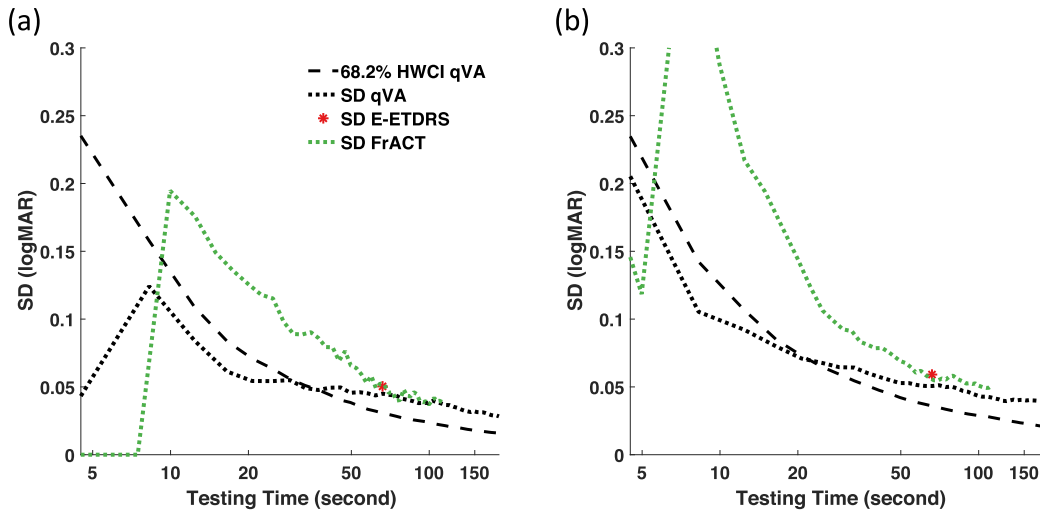 (a)
0.3
0.25
0.2
0.15
0.1
0.05
0
SD (logMAR)
68.2% HWCI qVA
SD qVA
SD E-ETDRS
SD FrACT
5 10 20 50 100 150
Testing Time (second)
(b)
0.3
0.25
0.2
0.15
0.1
0.05
0
SD (logMAR)
5 10 20 50 100 150
Testing Time (second)